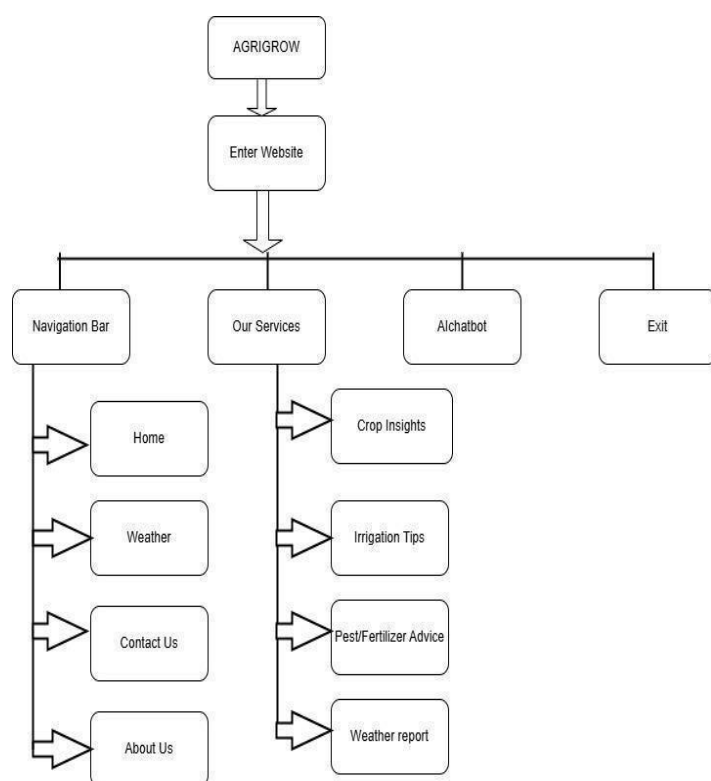 AGRIGROW
Enter Website
Navigation Bar
Our Services
AIchatbot
Exit
Home
Weather
Contact Us
About Us
Crop Insights
Irrigation Tips
Pest/Fertilizer Advice
Weather report